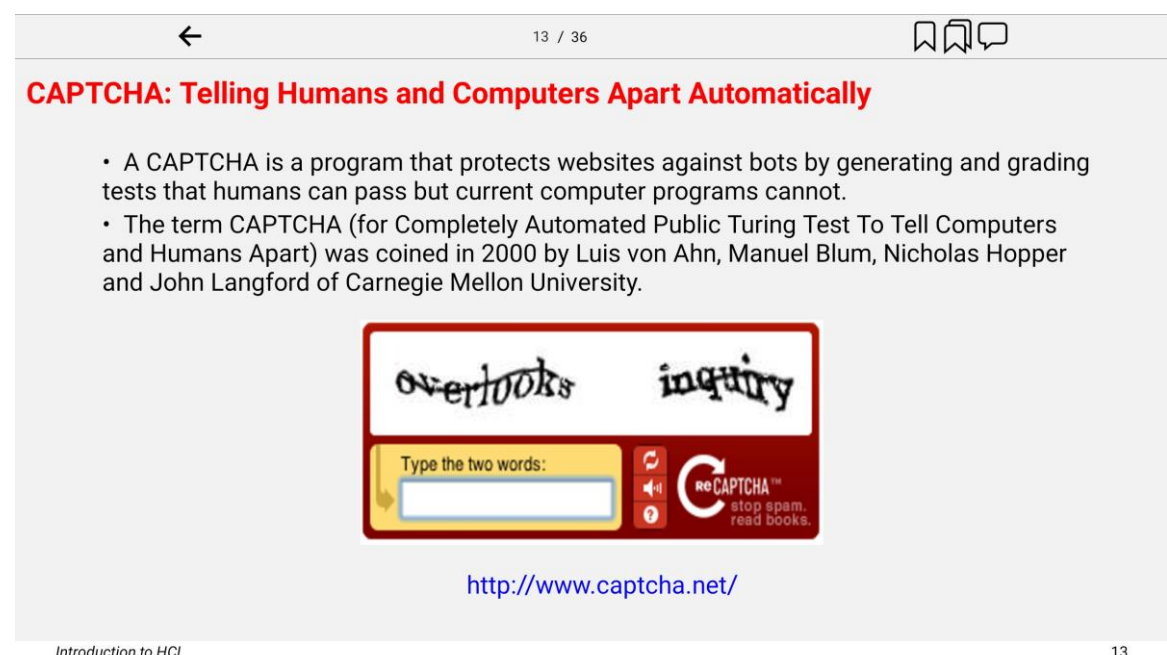 13 / 36
CAPTCHA: Telling Humans and Computers Apart Automatically
• A CAPTCHA is a program that protects websites against bots by generating and grading
tests that humans can pass but current computer programs cannot.
• The term CAPTCHA (for Completely Automated Public Turing Test To Tell Computers
and Humans Apart) was coined in 2000 by Luis von Ahn, Manuel Blum, Nicholas Hopper
and John Langford of Carnegie Mellon University.
overlooks inquiry
Type the two words:
ReCAPTCHA™
stop spam.
read books.
http://www.captcha.net/
Introduction to HCI
13